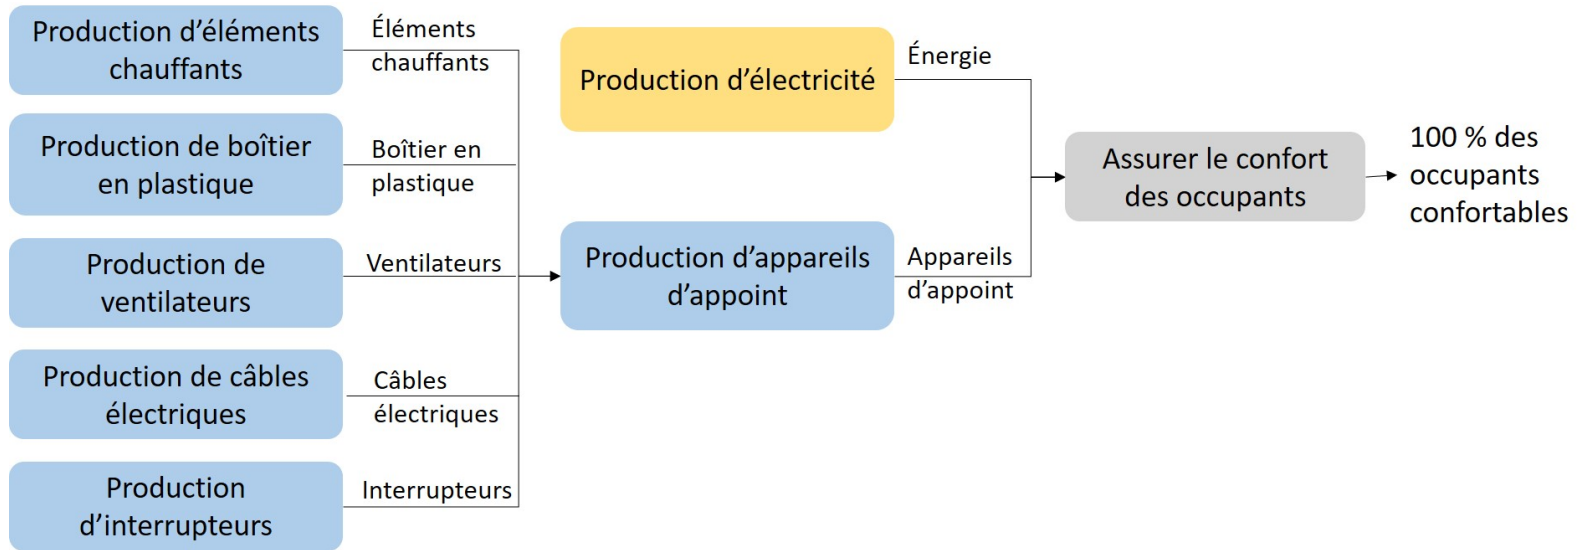 Production d’éléments
chauffants
Éléments
chauffants
Production de boîtier
en plastique
Boîtier en
plastique
Production de
ventilateurs
Ventilateurs
Production de câbles
électriques
Câbles
électriques
Production
d’interrupteurs
Interrupteurs
Production d’électricité
Énergie
Production d’appareils
d’appoint
Appareils
d’appoint
Assurer le confort
des occupants
100 % des
occupants
confortables